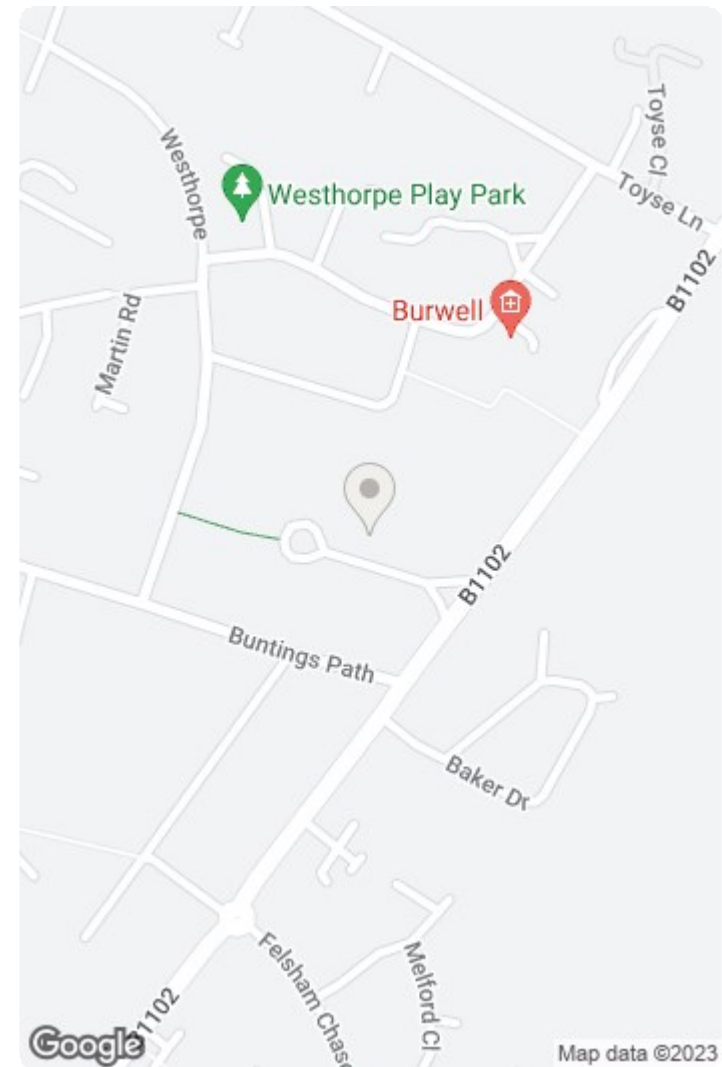 Toyse Cl
Westhorpe
Westhorpe Play Park
Toyse Ln
B1102
Burwell
Martin Rd
B1102
Buntings Path
Baker Dr
Felsham Chase
Melford Cl
B1102
Google
Map data ©2023